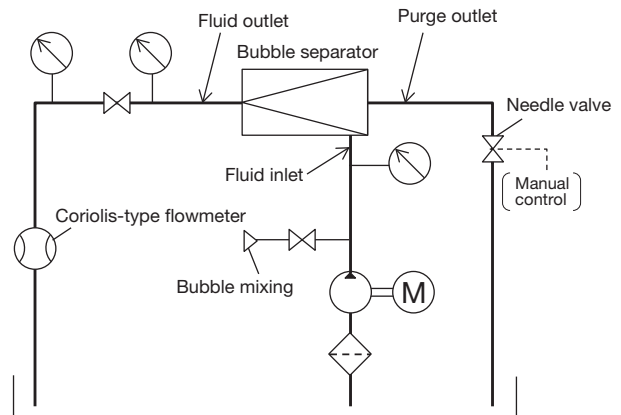 Fluid outlet
Purge outlet
Bubble separator
Needle valve
Fluid inlet
Manual
control
Coriolis-type flowmeter
Bubble mixing
M